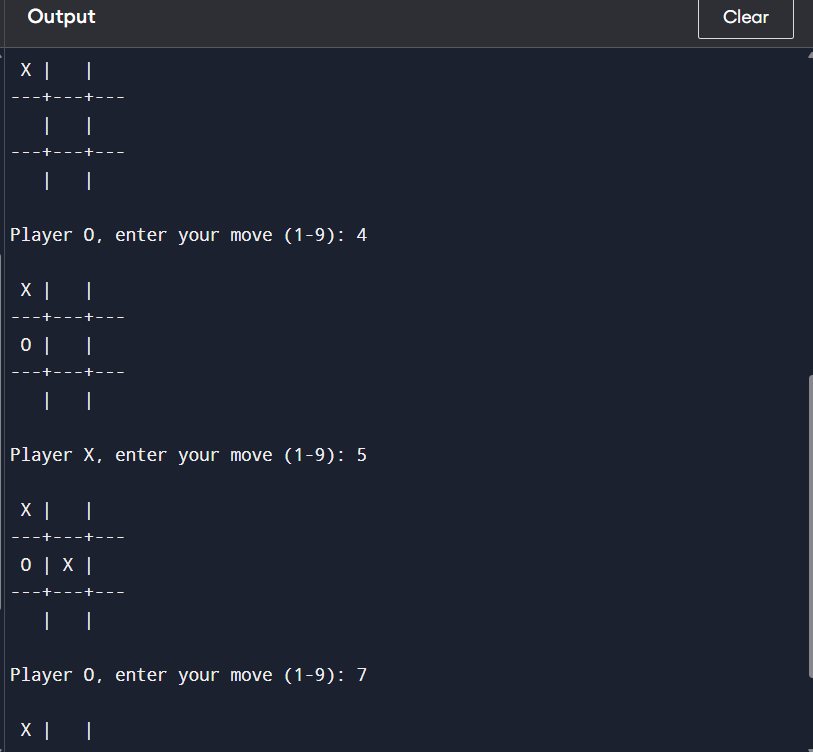 Output
Clear
 X |   |
---+---+---
   |   |
---+---+---
   |   |
Player O, enter your move (1-9): 4
 X |   |
---+---+---
 O |   |
---+---+---
   |   |
Player X, enter your move (1-9): 5
 X |   |
---+---+---
 O | X |
---+---+---
   |   |
Player O, enter your move (1-9): 7
 X |   |